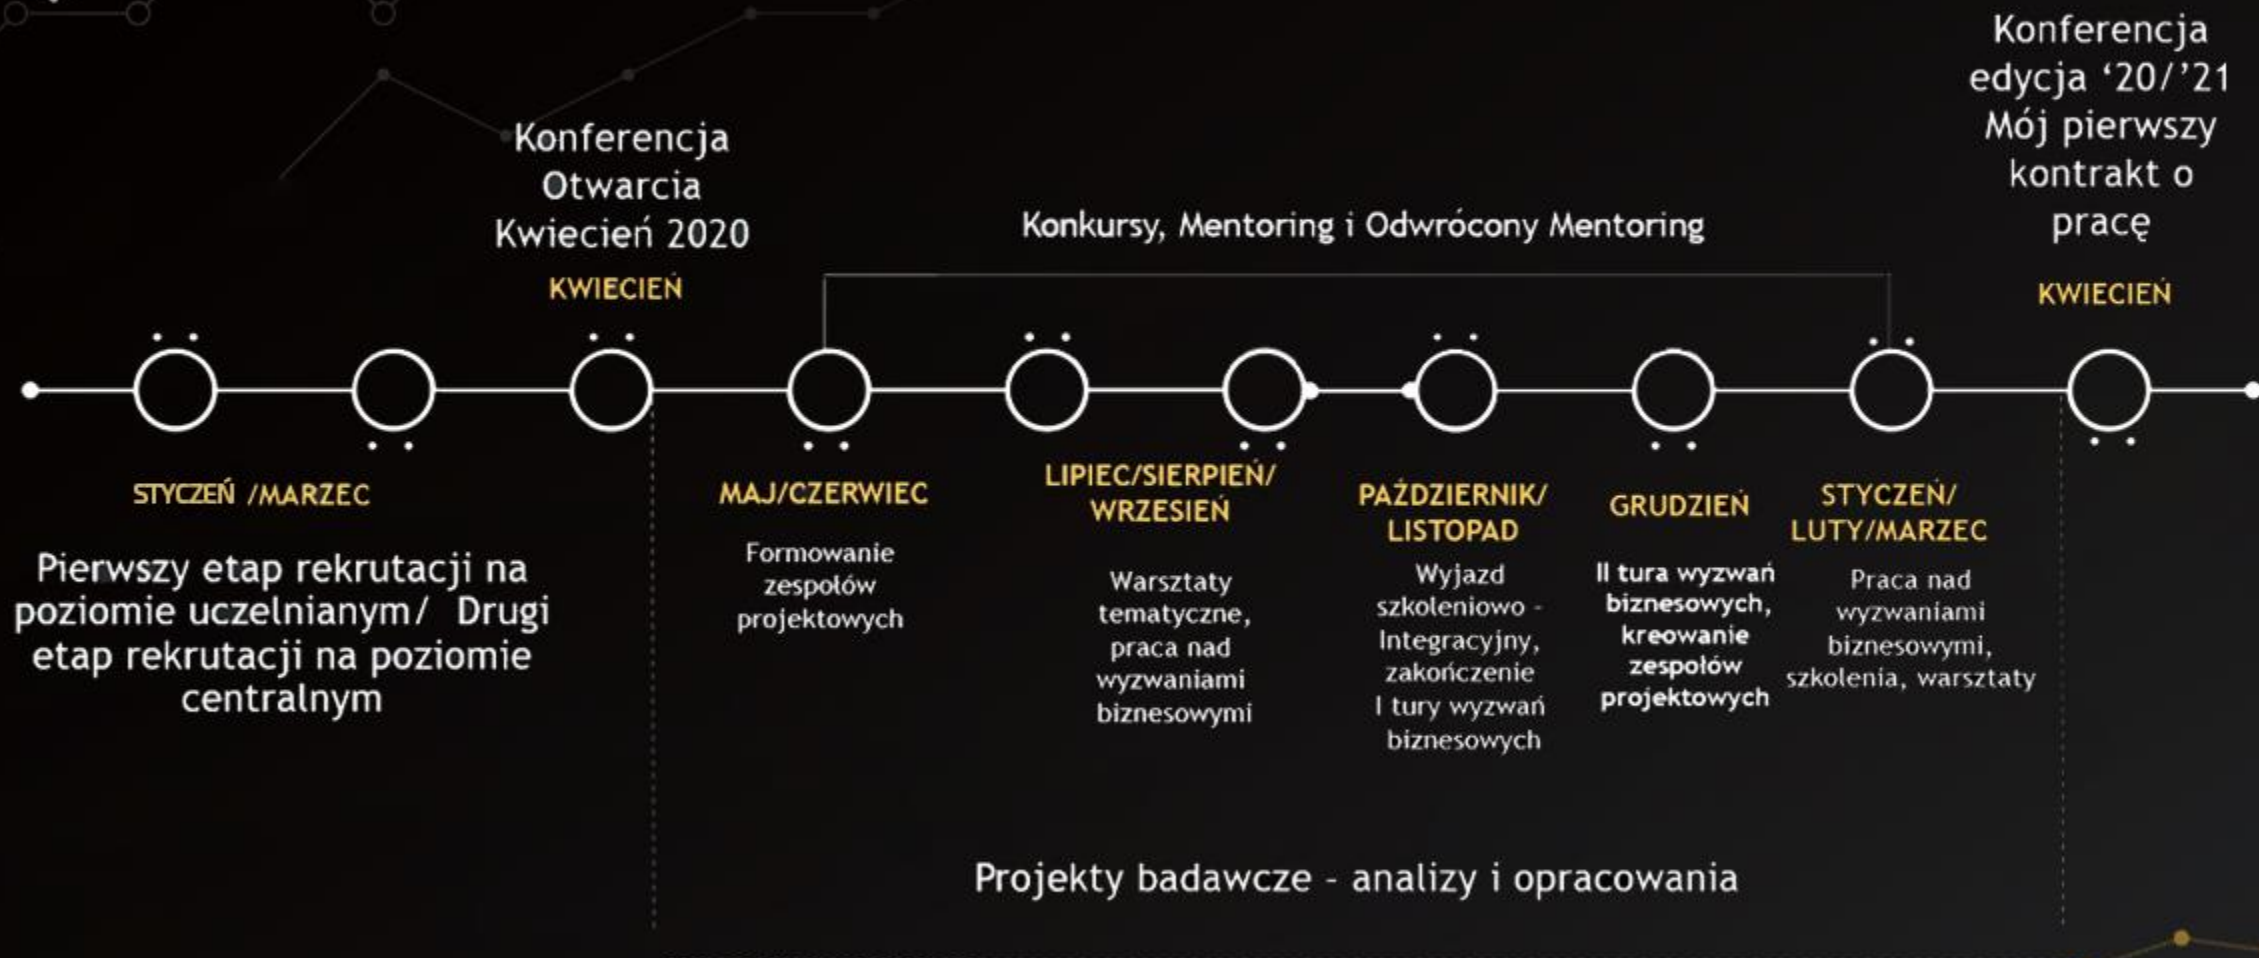 Konferencja
Otwarcia
Kwiecień 2020
KWIECIEŃ
Konkursy, Mentoring i Odwrócony Mentoring
Konferencja
edycja ‘20/’21
Mój pierwszy
kontrakt o
pracę
KWIECIEŃ
STYCZEŃ /MARZEC
Pierwszy etap rekrutacji na
poziomie uczelnianym/ Drugi
etap rekrutacji na poziomie
centralnym
MAJ/CZERWIEC
Formowanie
zespołów
projektowych
LIPIEC/SIERPIEŃ/
WRZESIEŃ
Warsztaty
tematyczne,
praca nad
wyzwaniami
biznesowymi
PAŹDZIERNIK/
LISTOPAD
Wyjazd
szkoleniowo -
Integracyjny,
zakończenie
I tury wyzwań
biznesowych
GRUDZIEŃ
II tura wyzwań
biznesowych,
kreowanie
zespołów
projektowych
STYCZEŃ/
LUTY/MARZEC
Praca nad
wyzwaniami
biznesowymi,
szkolenia, warsztaty
Projekty badawcze - analizy i opracowania